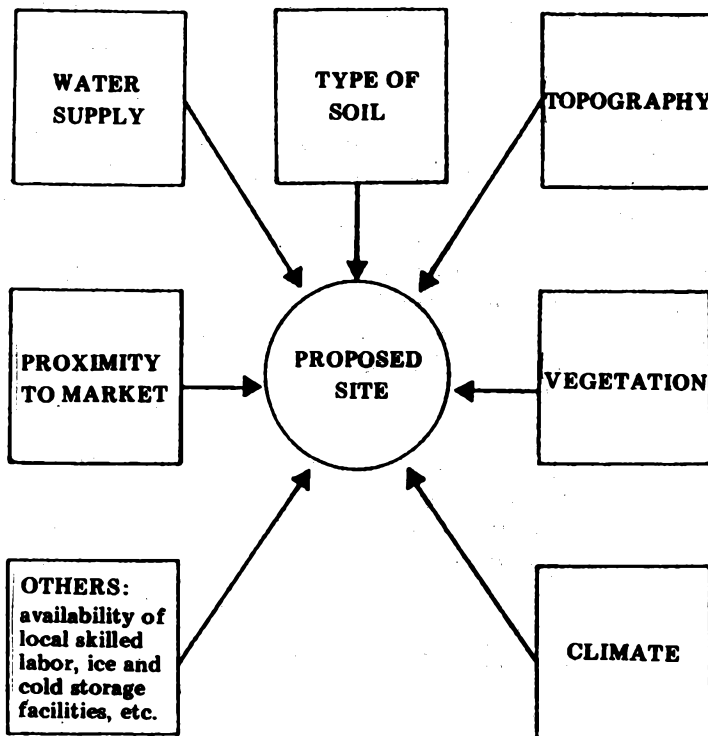 WATER
SUPPLY
TYPE OF
SOIL
TOPOGRAPHY
PROXIMITY
TO MARKET
PROPOSED
SITE
VEGETATION
OTHERS:
availability of
local skilled
labor, ice and
cold storage
facilities, etc.
CLIMATE